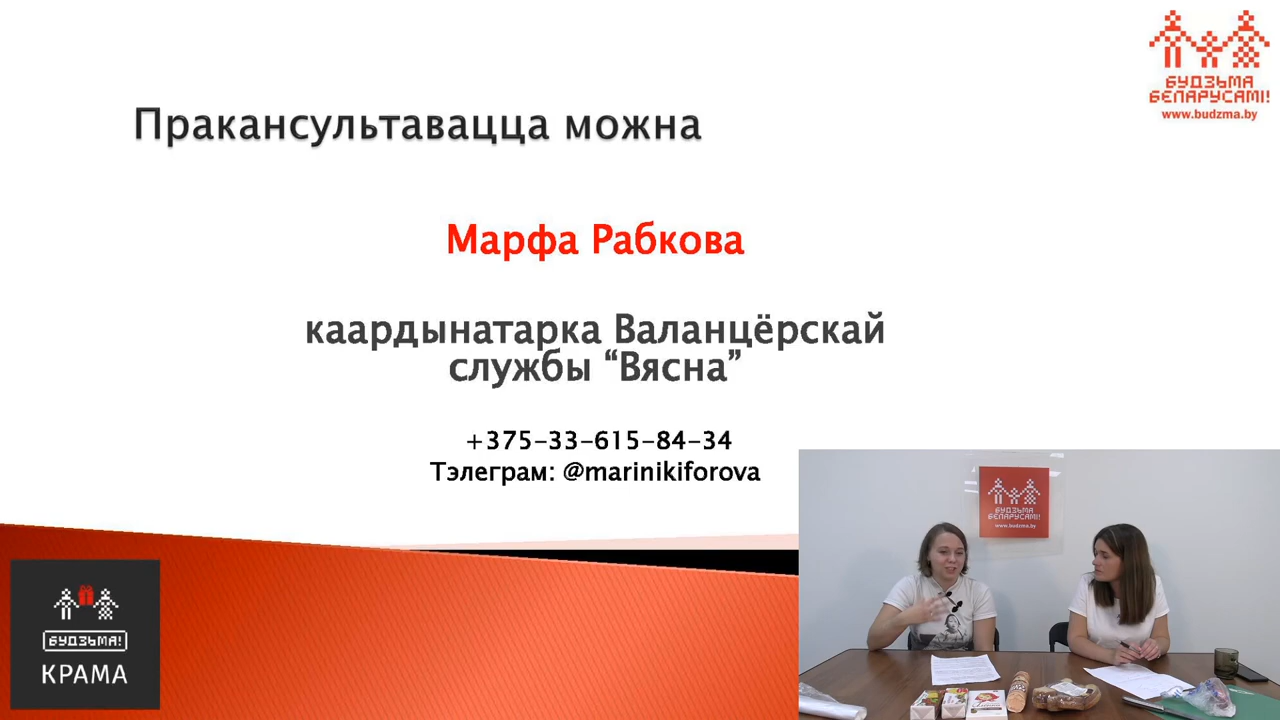 БУДЗЬМА
БЕЛАРУСАМІ!
www.budzma.by
Пракансультавацца можна
Марфа Рабкова
каардынатарка Валанцёрскай
службы “Вясна”
+375-33-615-84-34
Тэлеграм: @marinikiforova
БУДЗЬМА
БЕЛАРУСАМІ!
www.budzma.by
БУДЗЬМА!
КРАМА